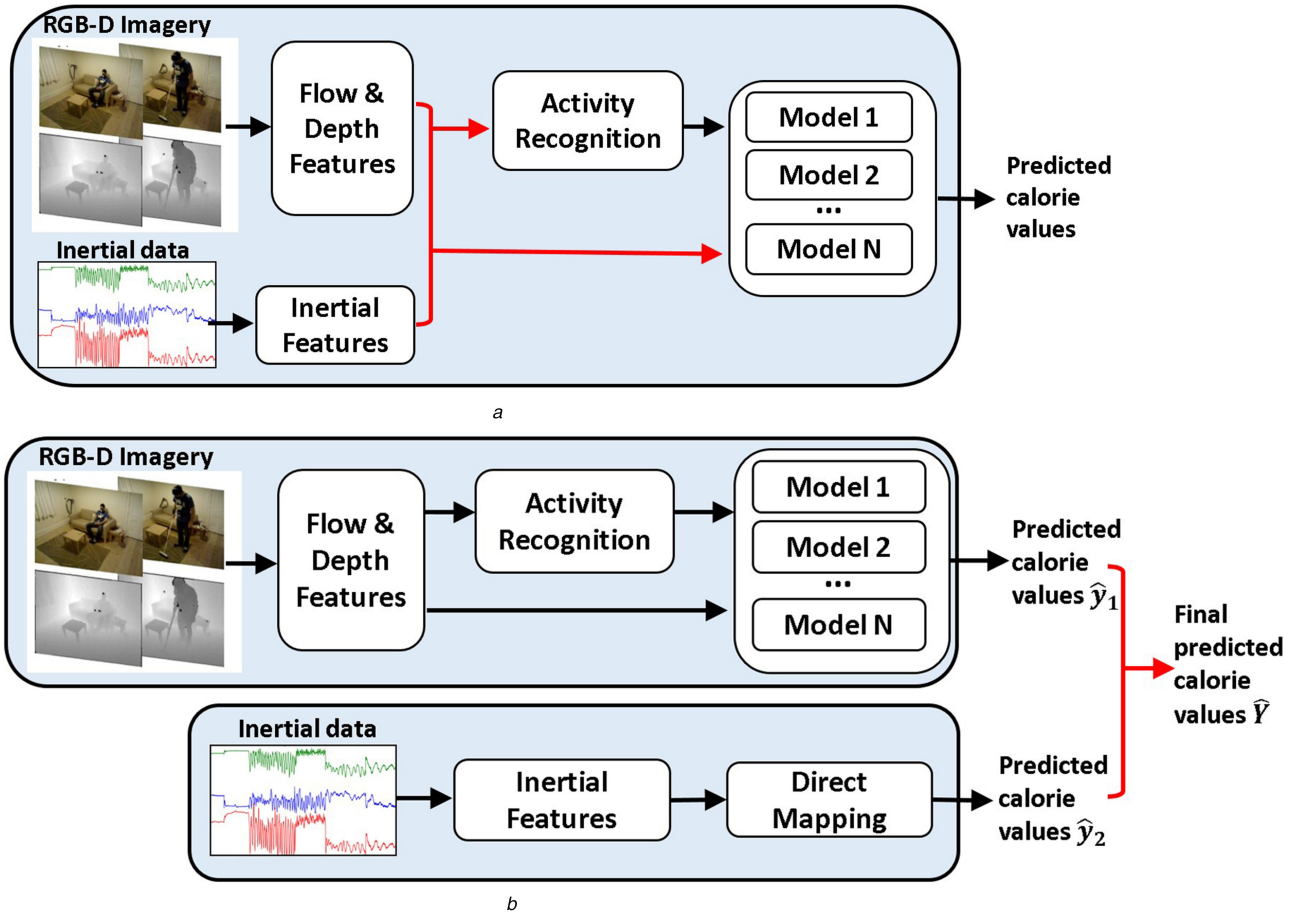 RGB-D Imagery
Flow &
Depth
Features
Activity
Recognition
Model 1
Model 2
...
Model N
Predicted
calorie
values
Inertial data
Inertial
Features
a
RGB-D Imagery
Flow &
Depth
Features
Activity
Recognition
Model 1
Model 2
...
Model N
Predicted
calorie
values ŷ₁
Final
predicted
calorie
values Ŷ
Inertial data
Inertial
Features
Direct
Mapping
Predicted
calorie
values ŷ₂
b